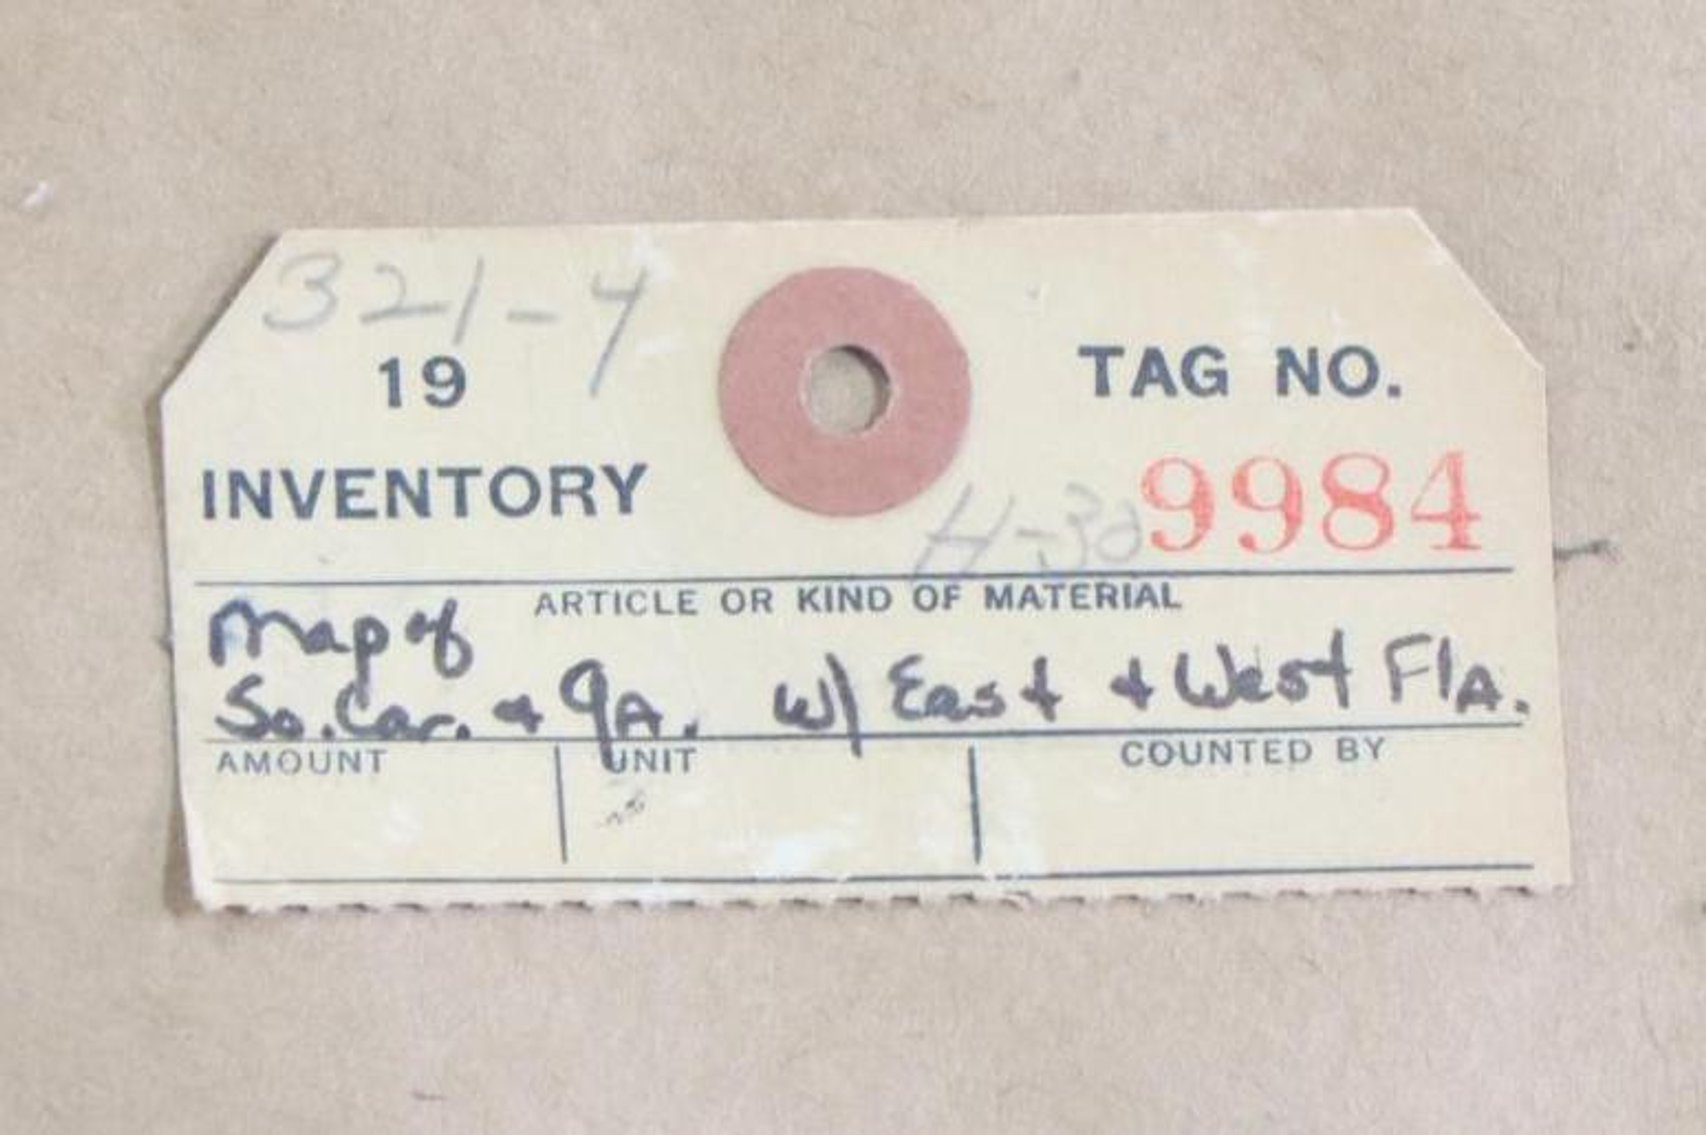 321-4
19
INVENTORY
TAG NO.
H-30
9984
ARTICLE OR KIND OF MATERIAL
Map of
So. Car. & GA. w/ East & West FlA.
AMOUNT
UNIT
COUNTED BY